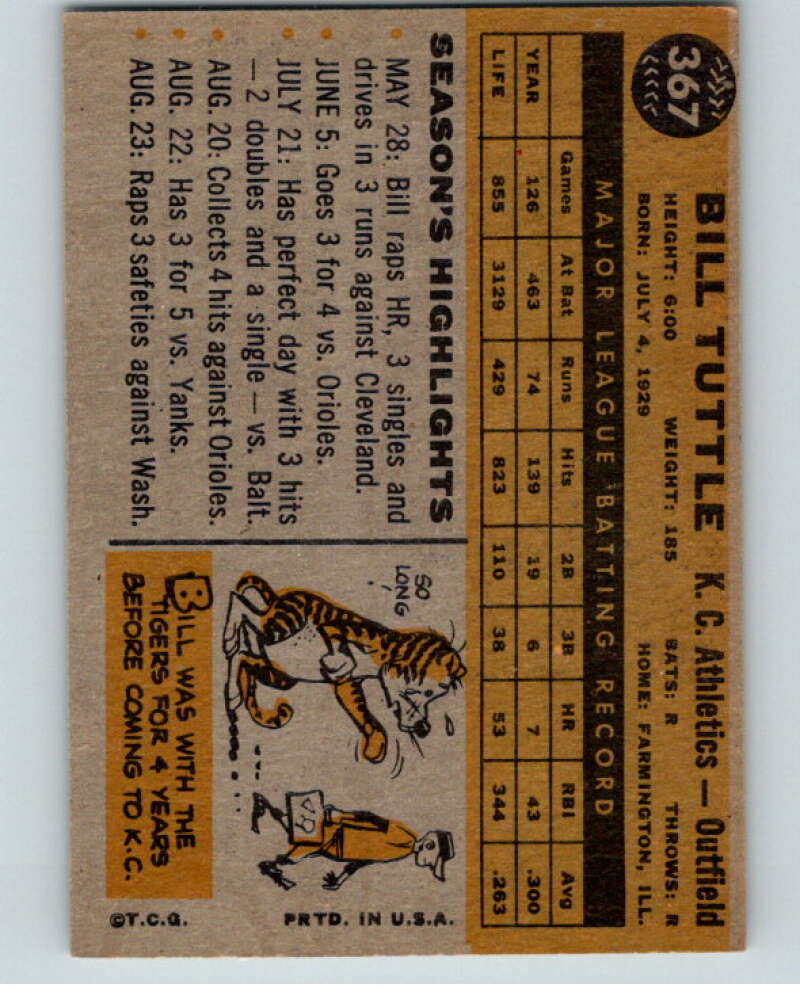 367
BILL TUTTLE K. C. Athletics — Outfield
HEIGHT: 6:00 WEIGHT: 185 BATS: R THROWS: R
BORN: JULY 4, 1929 HOME: FARMINGTON, ILL.
MAJOR LEAGUE BATTING RECORD
Games At Bat Runs Hits 2B 3B HR RBI Avg
YEAR 126 463 74 139 19 6 7 43 .300
LIFE 855 3129 429 823 110 38 53 344 .263
SEASON'S HIGHLIGHTS
• MAY 28: Bill raps HR, 3 singles and
drives in 3 runs against Cleveland.
• JUNE 5: Goes 3 for 4 vs. Orioles.
• JULY 21: Has perfect day with 3 hits
— 2 doubles and a single — vs. Balt.
• AUG. 20: Collects 4 hits against Orioles.
• AUG. 22: Has 3 for 5 vs. Yanks.
• AUG. 23: Raps 3 safeties against Wash.
SO
LONG!
BILL WAS WITH THE
TIGERS FOR 4 YEARS
BEFORE COMING TO K.C.
©T.C.G. PRTD. IN U.S.A.